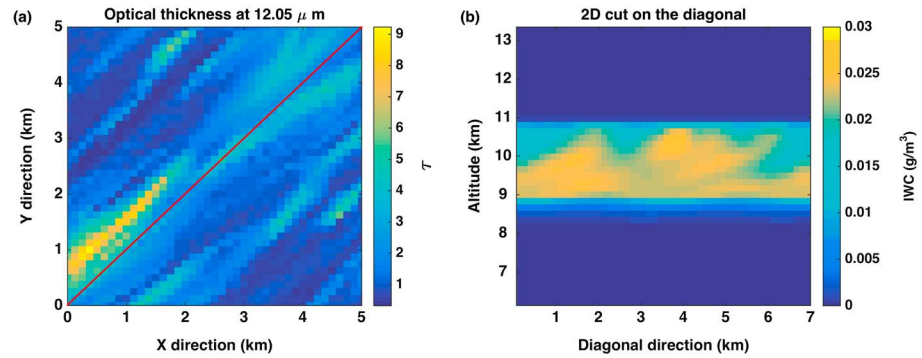 (a)
Optical thickness at 12.05 μ m
5
4
3
2
1
0
Y direction (km)
0 1 2 3 4 5
X direction (km)
9
8
7
6
5
4
3
2
1
τ
(b)
2D cut on the diagonal
13
12
11
10
9
8
7
Altitude (km)
1 2 3 4 5 6 7
Diagonal direction (km)
0.03
0.025
0.02
0.015
0.01
0.005
0
IWC (g/m³)